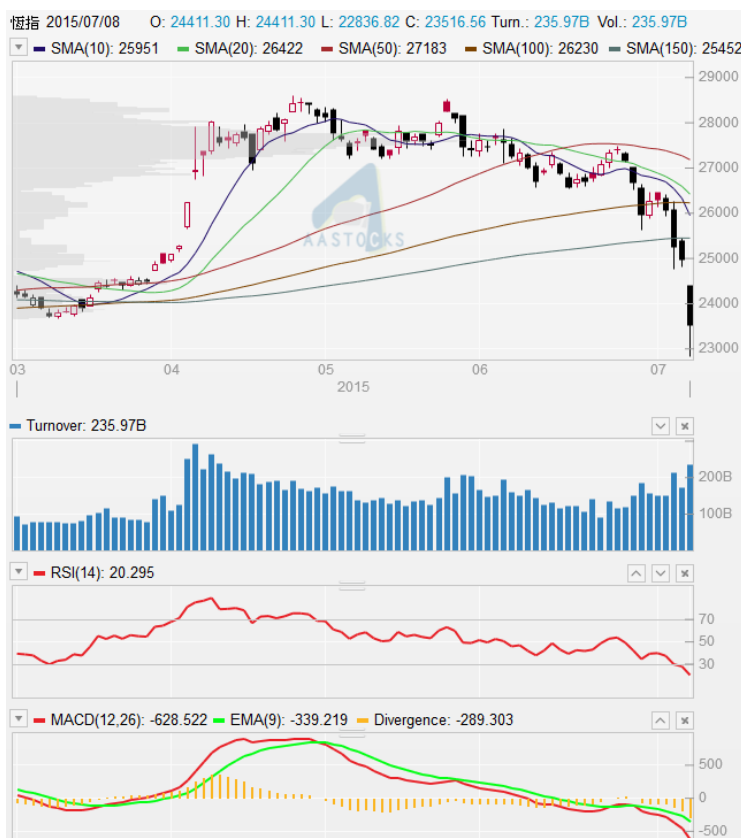 恆指 2015/07/08 O: 24411.30 H: 24411.30 L: 22836.82 C: 23516.56 Turn.: 235.97B Vol.: 235.97B
SMA(10): 25951 SMA(20): 26422 SMA(50): 27183 SMA(100): 26230 SMA(150): 25452
29000
28000
27000
26000
AASTOCKS
25000
24000
23000
03 04 05 06 07
2015
Turnover: 235.97B
200B
100B
RSI(14): 20.295
70
50
30
MACD(12,26): -628.522 EMA(9): -339.219 Divergence: -289.303
500
0
-500